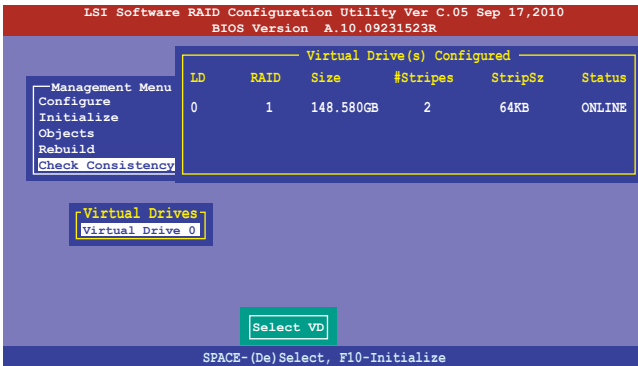 LSI Software RAID Configuration Utility Ver C.05 Sep 17,2010
BIOS Version A.10.09231523R
Virtual Drive(s) Configured
LD RAID Size #Stripes StripSz Status
0 1 148.580GB 2 64KB ONLINE
Management Menu
Configure
Initialize
Objects
Rebuild
Check Consistency
Virtual Drives
Virtual Drive 0
Select VD
SPACE-(De)Select, F10-Initialize